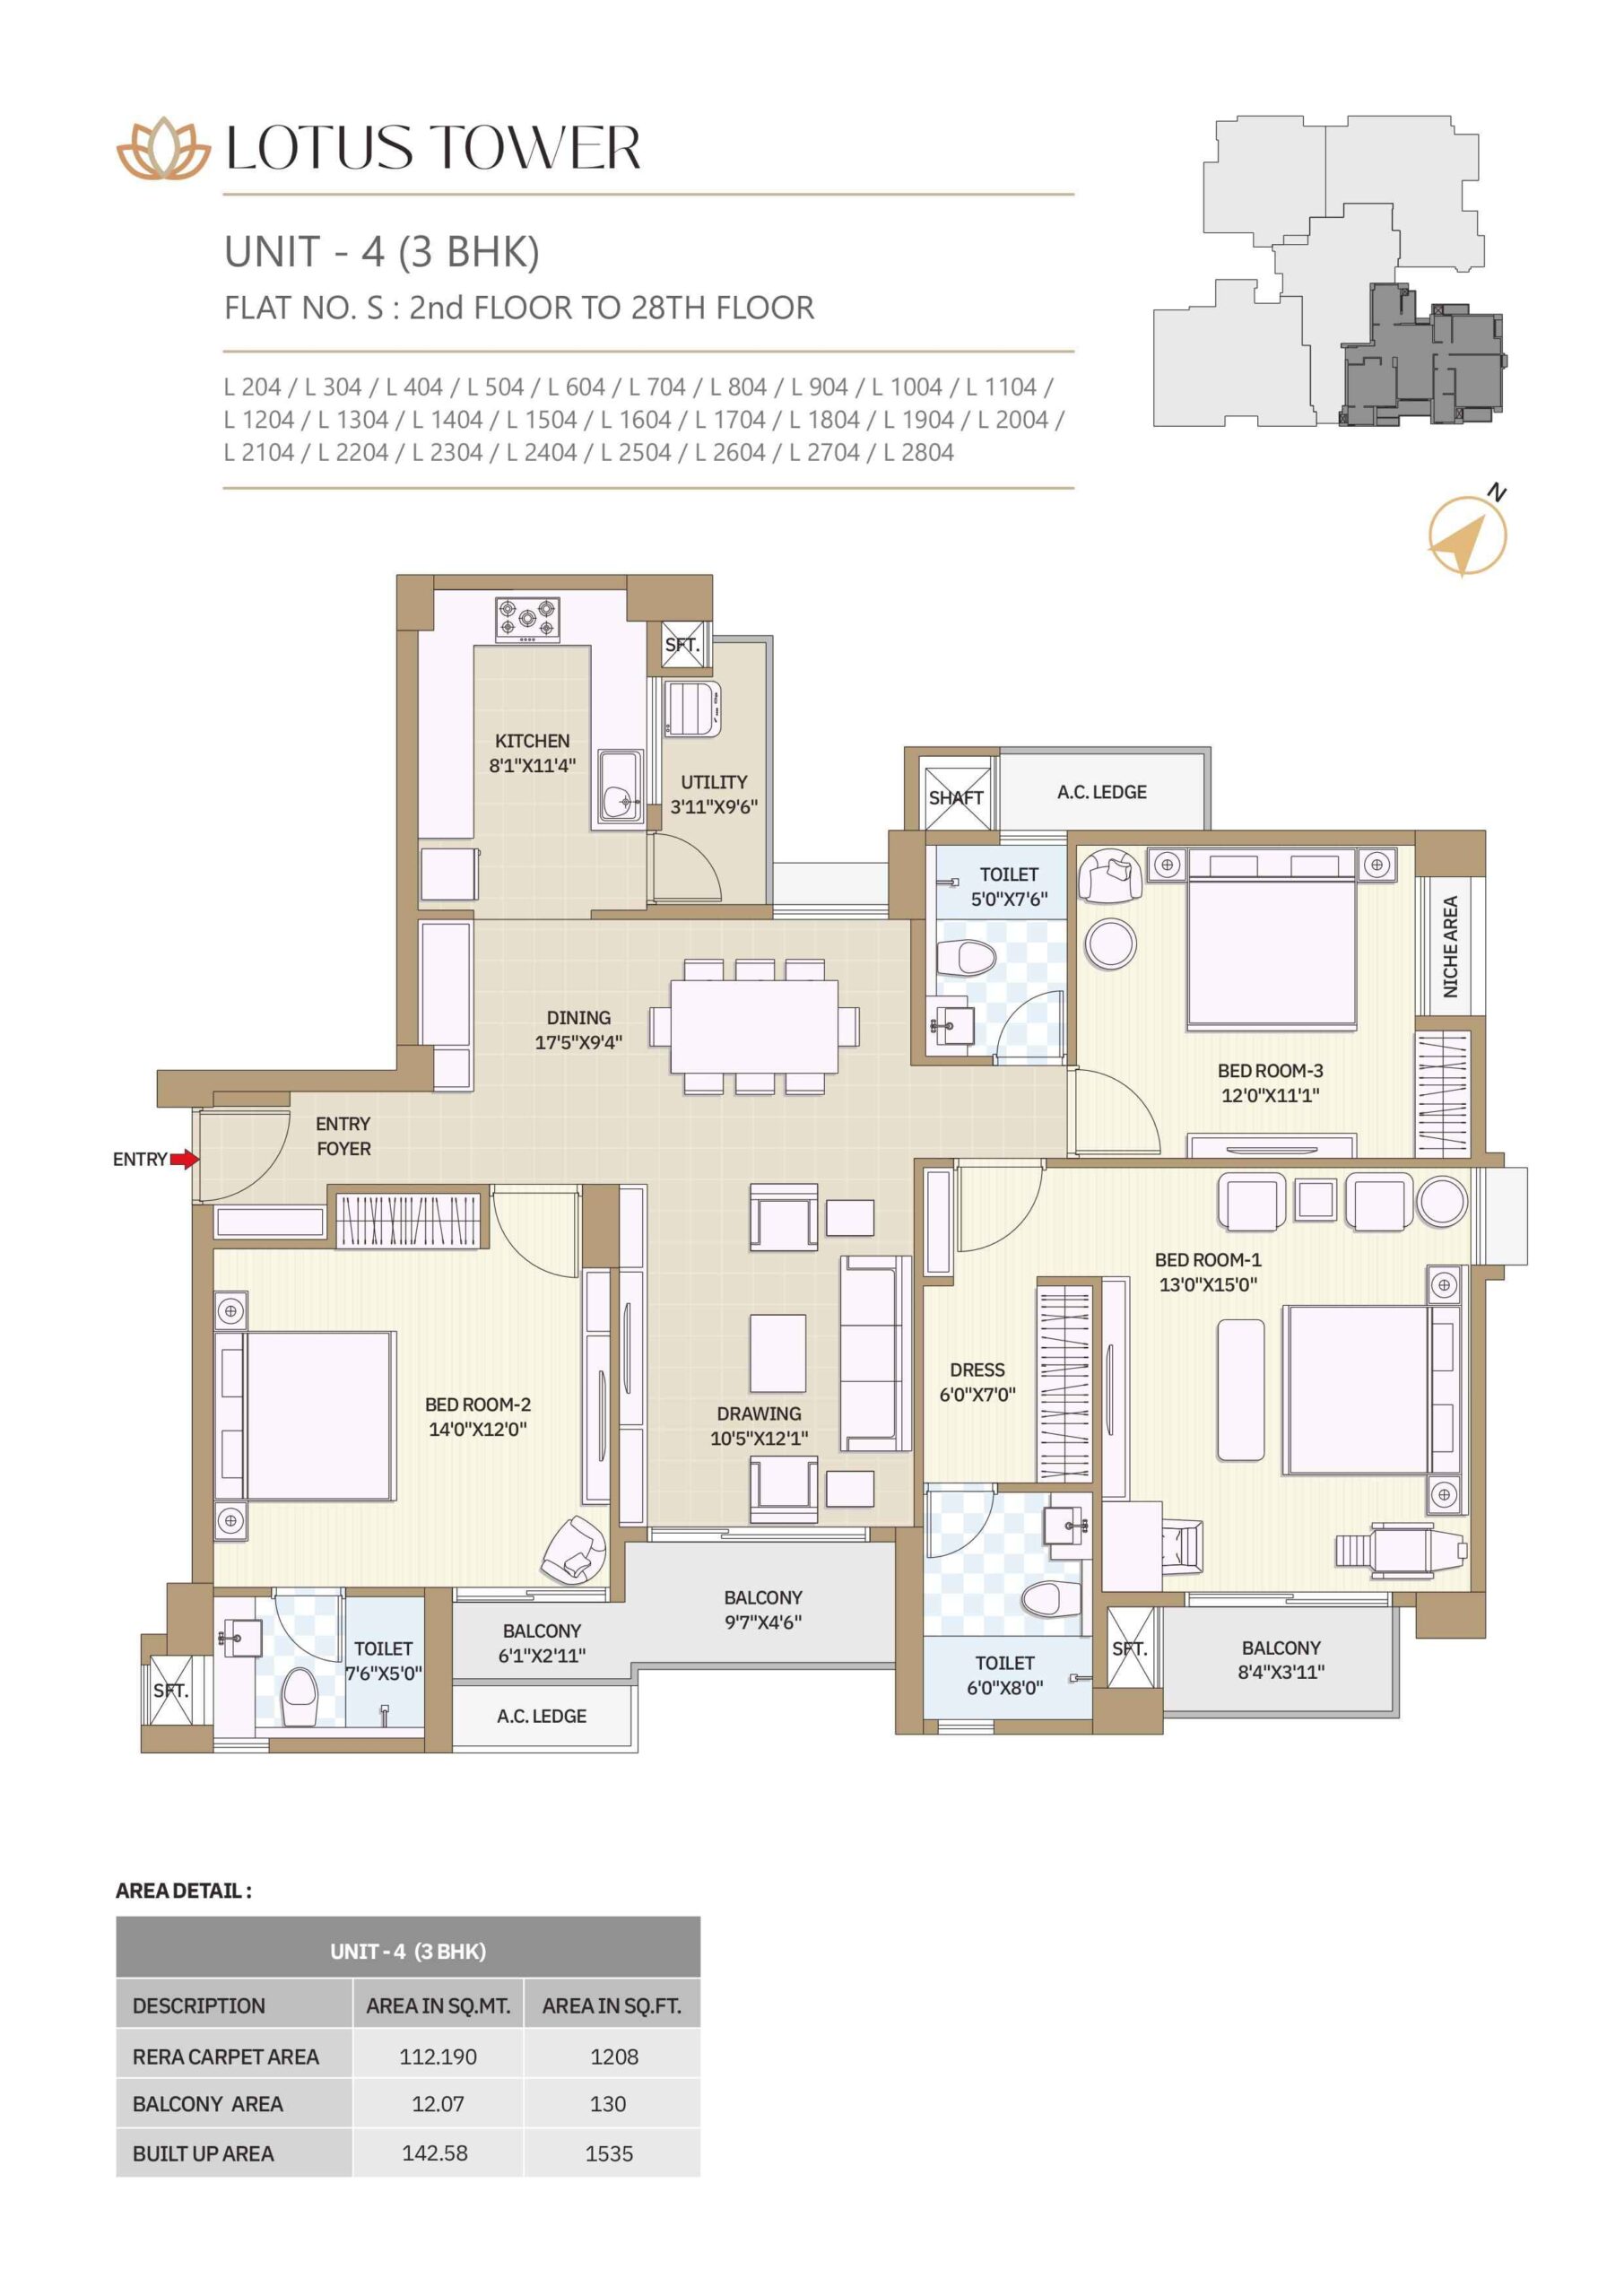 LOTUS TOWER
UNIT - 4 (3 BHK)
FLAT NO. S : 2nd FLOOR TO 28TH FLOOR
L 204 / L 304 / L 404 / L 504 / L 604 / L 704 / L 804 / L 904 / L 1004 / L 1104 /
L 1204 / L 1304 / L 1404 / L 1504 / L 1604 / L 1704 / L 1804 / L 1904 / L 2004 /
L 2104 / L 2204 / L 2304 / L 2404 / L 2504 / L 2604 / L 2704 / L 2804
N
SFT.
KITCHEN
8'1"X11'4"
UTILITY
3'11"X9'6"
SHAFT
A.C. LEDGE
TOILET
5'0"X7'6"
NICHE AREA
DINING
17'5"X9'4"
BED ROOM-3
12'0"X11'1"
ENTRY
FOYER
ENTRY
BED ROOM-1
13'0"X15'0"
DRESS
6'0"X7'0"
BED ROOM-2
14'0"X12'0"
DRAWING
10'5"X12'1"
BALCONY
9'7"X4'6"
BALCONY
6'1"X2'11"
TOILET
7'6"X5'0"
SFT.
A.C. LEDGE
TOILET
6'0"X8'0"
SFT.
BALCONY
8'4"X3'11"
AREA DETAIL :
UNIT - 4 (3 BHK)
DESCRIPTION AREA IN SQ.MT. AREA IN SQ.FT.
RERA CARPET AREA 112.190 1208
BALCONY AREA 12.07 130
BUILT UP AREA 142.58 1535